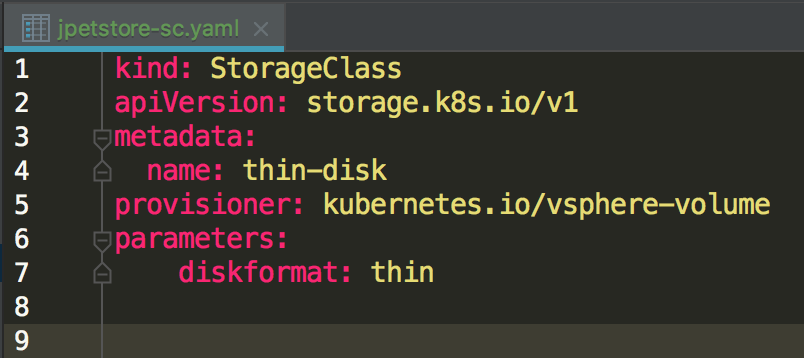 jpetstore-sc.yaml
1 kind: StorageClass
2 apiVersion: storage.k8s.io/v1
3 metadata:
4   name: thin-disk
5 provisioner: kubernetes.io/vsphere-volume
6 parameters:
7     diskformat: thin
8
9